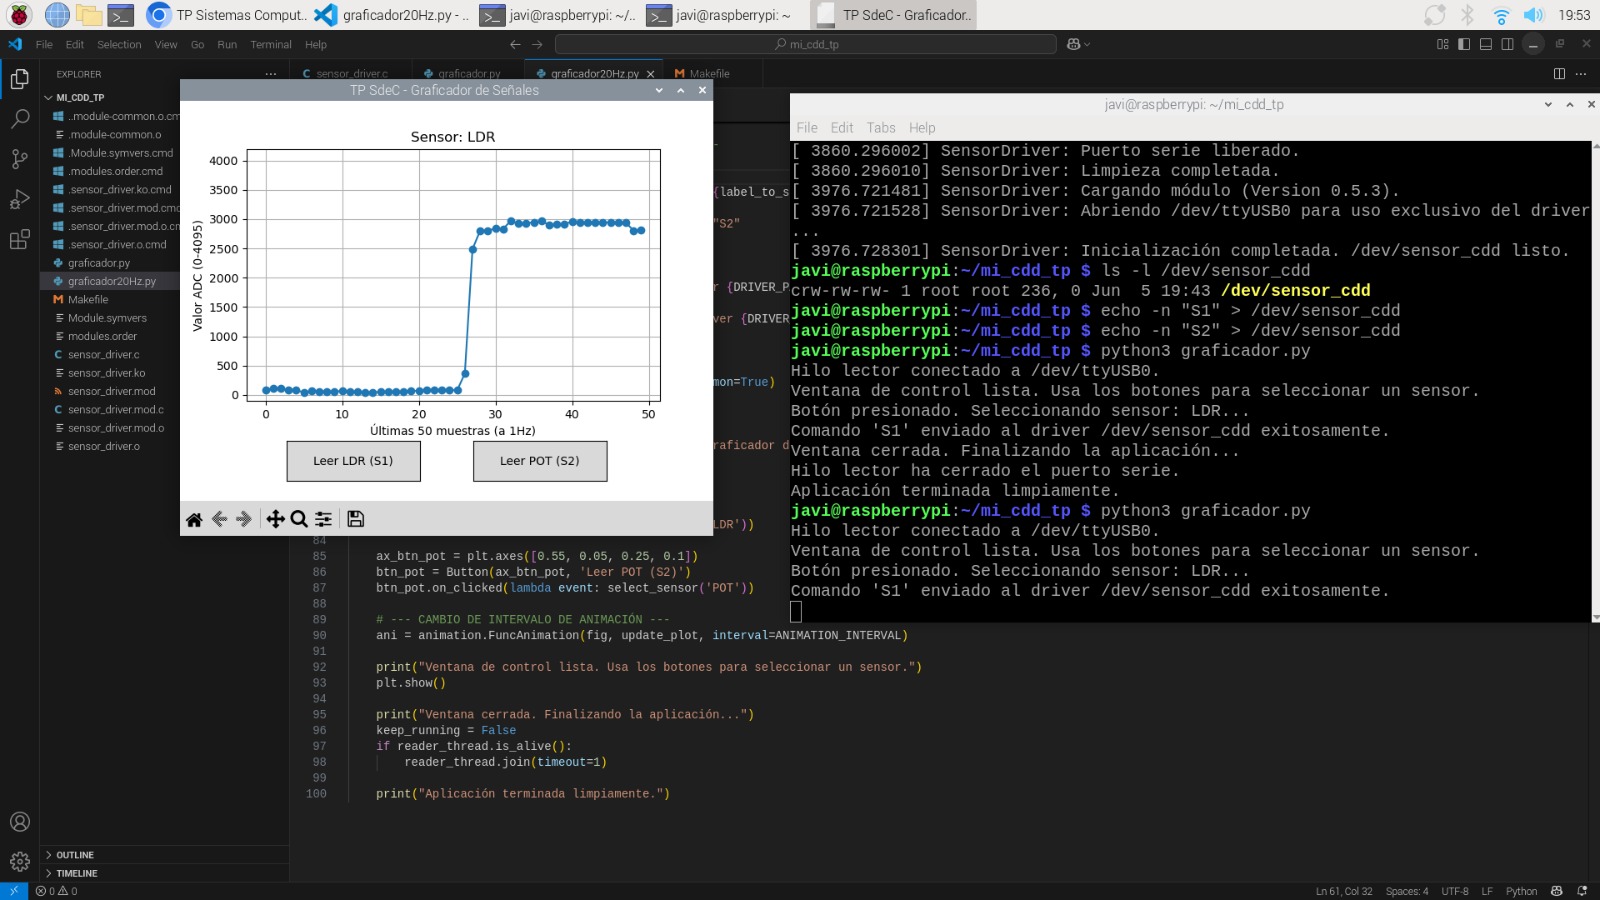 TP Sistemas Comput..
graficador20Hz.py - ..
javi@raspberrypi: ~/..
javi@raspberrypi: ~
TP SdeC - Graficador..
19:53
File Edit Selection View Go Run Terminal Help
mi_cdd_tp
EXPLORER
MI_CDD_TP
..module-common.o.cm
.module-common.o
.Module.symvers.cmd
.modules.order.cmd
.sensor_driver.ko.cmd
.sensor_driver.mod.cmd
.sensor_driver.mod.o.cn
.sensor_driver.o.cmd
graficador.py
graficador20Hz.py
Makefile
Module.symvers
modules.order
sensor_driver.c
sensor_driver.ko
sensor_driver.mod
sensor_driver.mod.c
sensor_driver.mod.o
sensor_driver.o
OUTLINE
TIMELINE
sensor_driver.c
graficador.py
graficador20Hz.py
Makefile
TP SdeC - Graficador de Señales
Sensor: LDR
Valor ADC (0-4095)
4000
3500
3000
2500
2000
1500
1000
500
0
0 10 20 30 40 50
Últimas 50 muestras (a 1Hz)
Leer LDR (S1)
Leer POT (S2)
{label_to_s
"S2"
r {DRIVER_P
ver {DRIVER
mon=True)
raficador d
LDR'))
84
85 ax_btn_pot = plt.axes([0.55, 0.05, 0.25, 0.1])
86 btn_pot = Button(ax_btn_pot, 'Leer POT (S2)')
87 btn_pot.on_clicked(lambda event: select_sensor('POT'))
88
89 # --- CAMBIO DE INTERVALO DE ANIMACIÓN ---
90 ani = animation.FuncAnimation(fig, update_plot, interval=ANIMATION_INTERVAL)
91
92 print("Ventana de control lista. Usa los botones para seleccionar un sensor.")
93 plt.show()
94
95 print("Ventana cerrada. Finalizando la aplicación...")
96 keep_running = False
97 if reader_thread.is_alive():
98 reader_thread.join(timeout=1)
99
100 print("Aplicación terminada limpiamente.")
javi@raspberrypi: ~/mi_cdd_tp
File Edit Tabs Help
[ 3860.296002] SensorDriver: Puerto serie liberado.
[ 3860.296010] SensorDriver: Limpieza completada.
[ 3976.721481] SensorDriver: Cargando módulo (Version 0.5.3).
[ 3976.721528] SensorDriver: Abriendo /dev/ttyUSB0 para uso exclusivo del driver
...
[ 3976.728301] SensorDriver: Inicialización completada. /dev/sensor_cdd listo.
javi@raspberrypi:~/mi_cdd_tp $ ls -l /dev/sensor_cdd
crw-rw-rw- 1 root root 236, 0 Jun  5 19:43 /dev/sensor_cdd
javi@raspberrypi:~/mi_cdd_tp $ echo -n "S1" > /dev/sensor_cdd
javi@raspberrypi:~/mi_cdd_tp $ echo -n "S2" > /dev/sensor_cdd
javi@raspberrypi:~/mi_cdd_tp $ python3 graficador.py
Hilo lector conectado a /dev/ttyUSB0.
Ventana de control lista. Usa los botones para seleccionar un sensor.
Botón presionado. Seleccionando sensor: LDR...
Comando 'S1' enviado al driver /dev/sensor_cdd exitosamente.
Ventana cerrada. Finalizando la aplicación...
Hilo lector ha cerrado el puerto serie.
Aplicación terminada limpiamente.
javi@raspberrypi:~/mi_cdd_tp $ python3 graficador.py
Hilo lector conectado a /dev/ttyUSB0.
Ventana de control lista. Usa los botones para seleccionar un sensor.
Botón presionado. Seleccionando sensor: LDR...
Comando 'S1' enviado al driver /dev/sensor_cdd exitosamente.
0 0
Ln 61, Col 32 Spaces: 4 UTF-8 LF Python